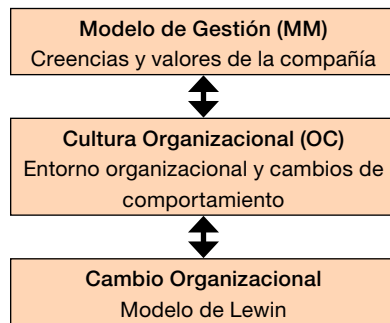 Modelo de Gestión (MM)
Creencias y valores de la compañía
Cultura Organizacional (OC)
Entorno organizacional y cambios de
comportamiento
Cambio Organizacional
Modelo de Lewin